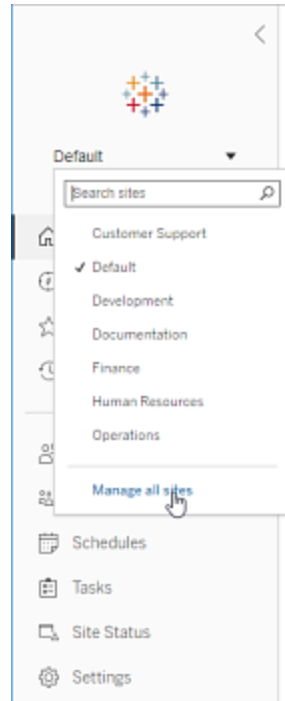 Default
Search sites
Customer Support
Default
Development
Documentation
Finance
Human Resources
Operations
Manage all sites
Schedules
Tasks
Site Status
Settings